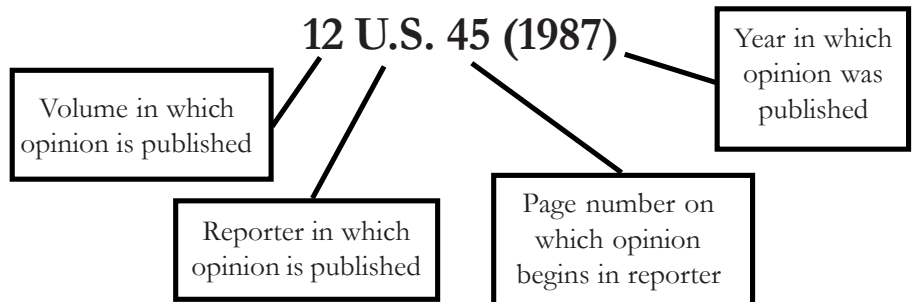 12 U.S. 45 (1987)
Year in which
opinion was
published
Volume in which
opinion is published
Reporter in which
opinion is published
Page number on
which opinion
begins in reporter